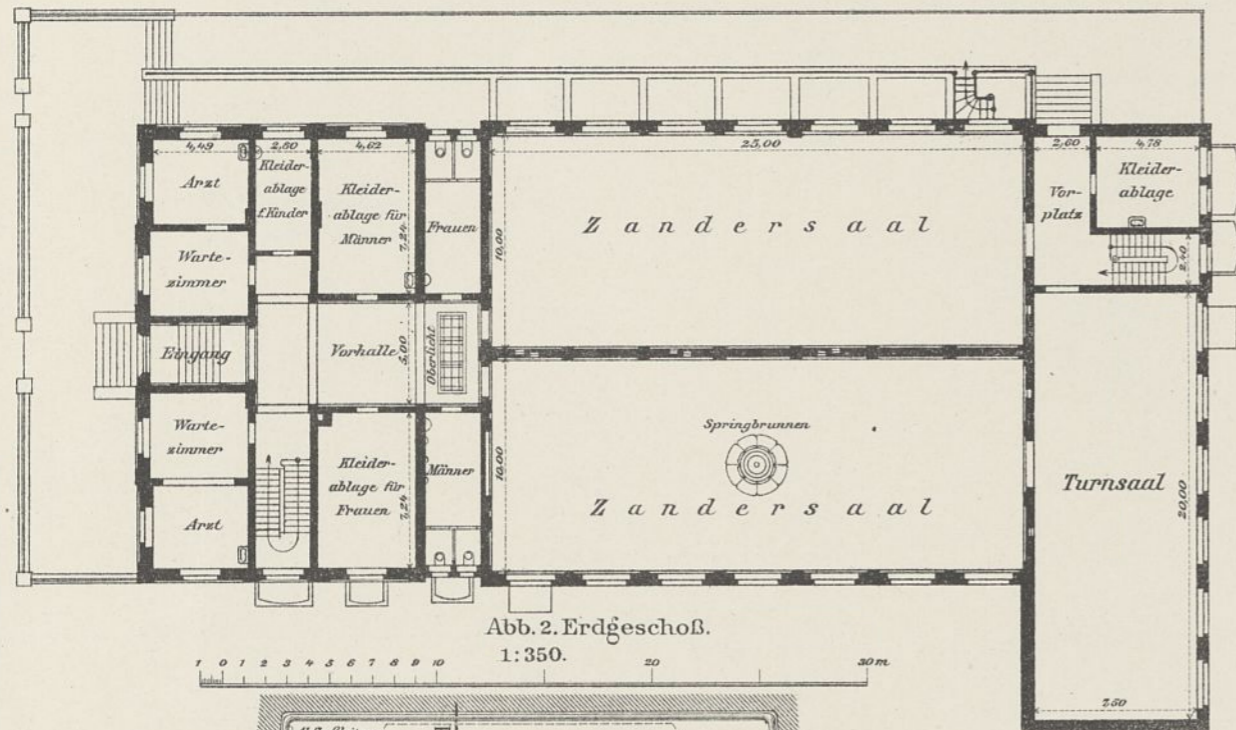 4,49
2,80
4,62
25,00
2,60
4,78
Arzt
Kleider-
ablage
f. Kinder
Kleider-
ablage für
Männer
7,24
Frauen
10,00
Zandersaal
Vor-
platz
Kleider-
ablage
2,40
Warte-
zimmer
Eingang
Vorhalle
5,00
Oberlicht
Warte-
zimmer
Arzt
Kleider-
ablage für
Frauen
7,24
Männer
10,00
Springbrunnen
Zandersaal
Turnsaal
20,00
7,50
Abb. 2. Erdgeschoß.
1:350.
1 0 1 2 3 4 5 6 7 8 9 10 20 30 m